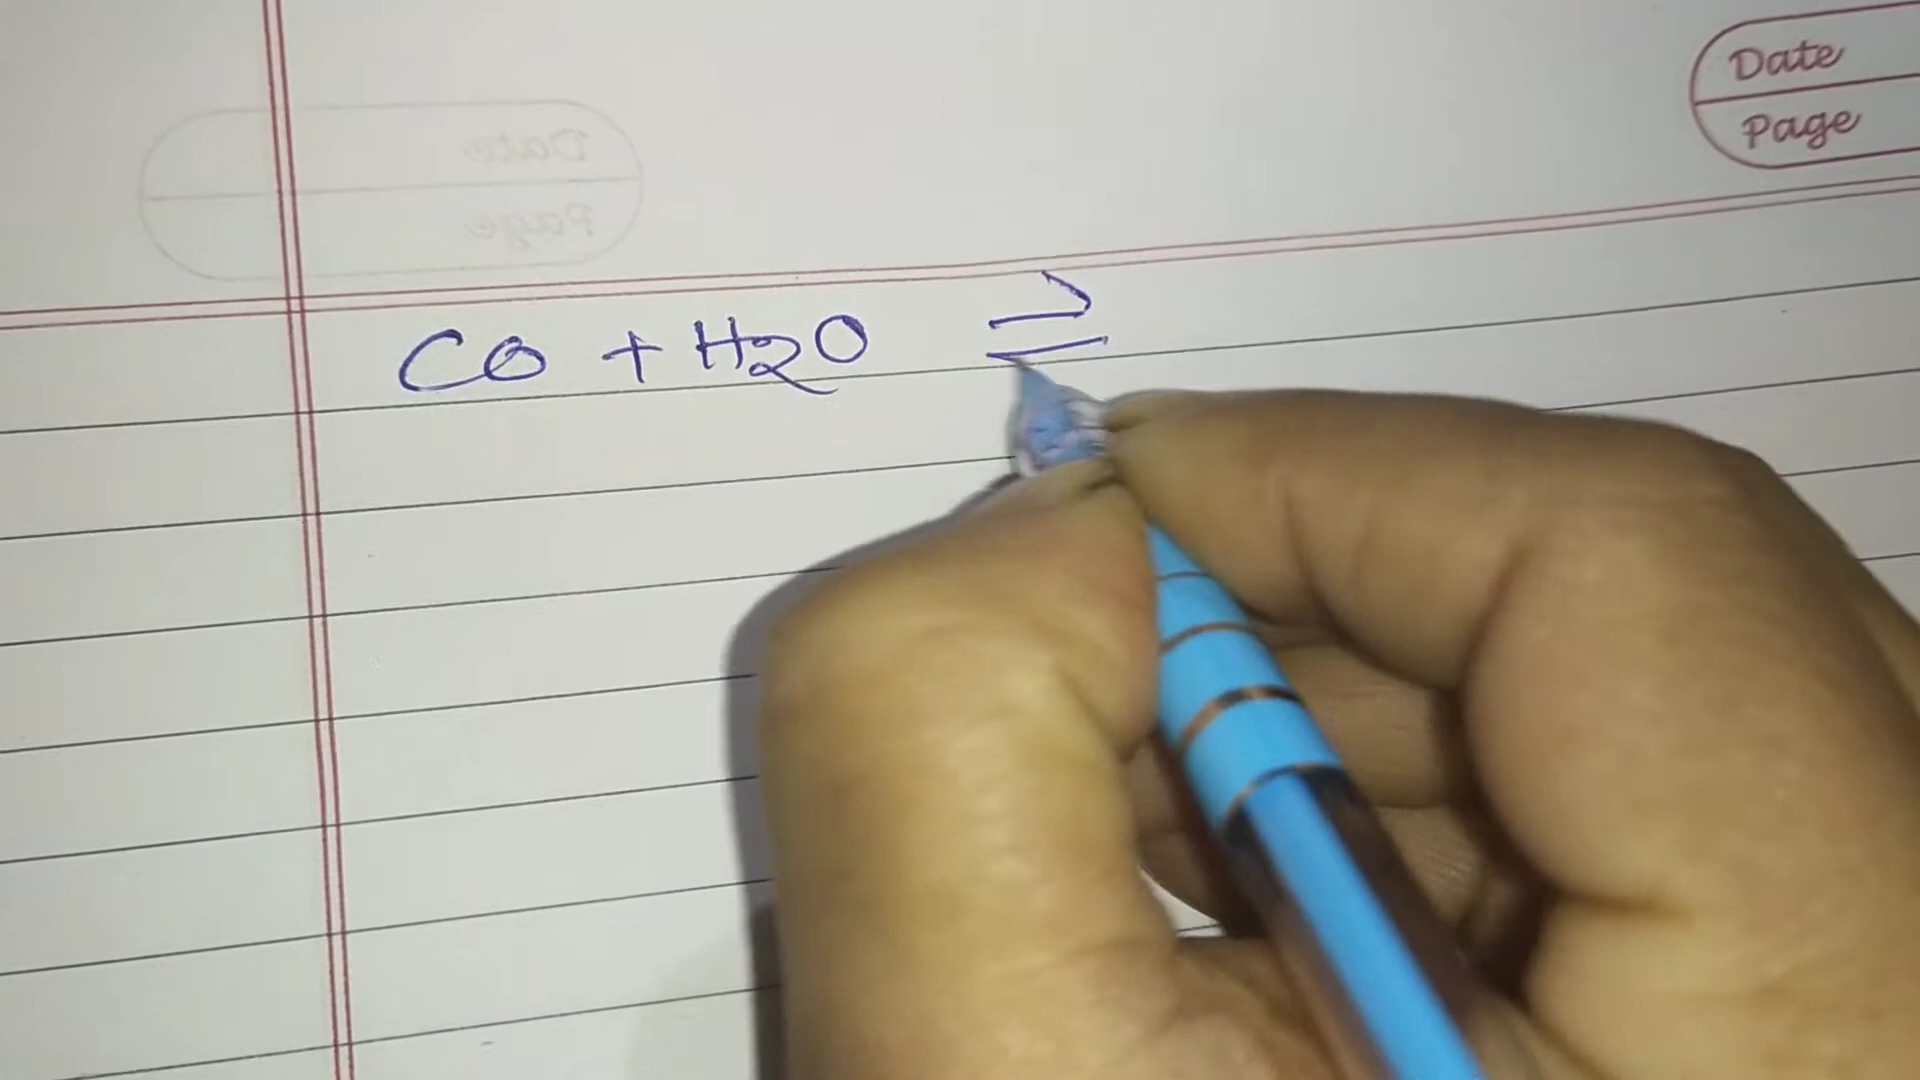 Date
Page
CO + H2O ⇌